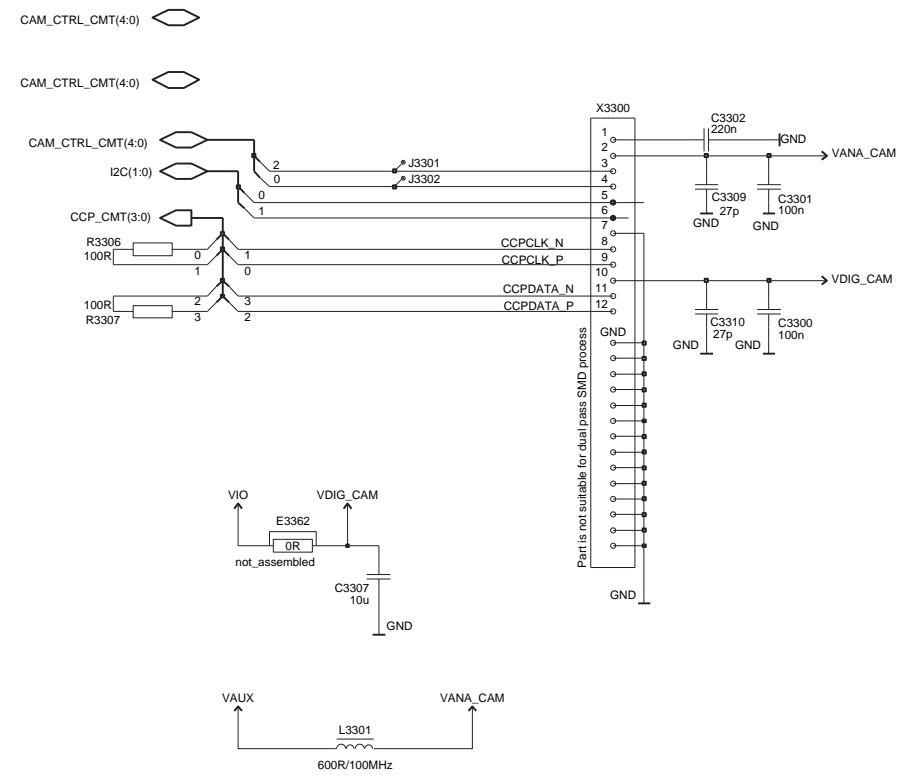 CAM_CTRL_CMT(4:0)
CAM_CTRL_CMT(4:0)
X3300
C3302
220n
1
GND
CAM_CTRL_CMT(4:0)
2
VANA_CAM
2
J3301
3
I2C(1:0)
0
J3302
4
C3309
27p
GND
C3301
100n
GND
0
5
1
6
CCP_CMT(3:0)
7
R3306
100R
0
1
CCPCLK_N
8
1
0
CCPCLK_P
9
10
VDIG_CAM
100R
R3307
2
3
CCPDATA_N
11
3
2
CCPDATA_P
12
C3310
27p
GND
C3300
100n
GND
GND
Part is not suitable for dual pass SMD process
VIO
VDIG_CAM
E3362
0R
not_assembled
C3307
10u
GND
GND
VAUX
VANA_CAM
L3301
600R/100MHz